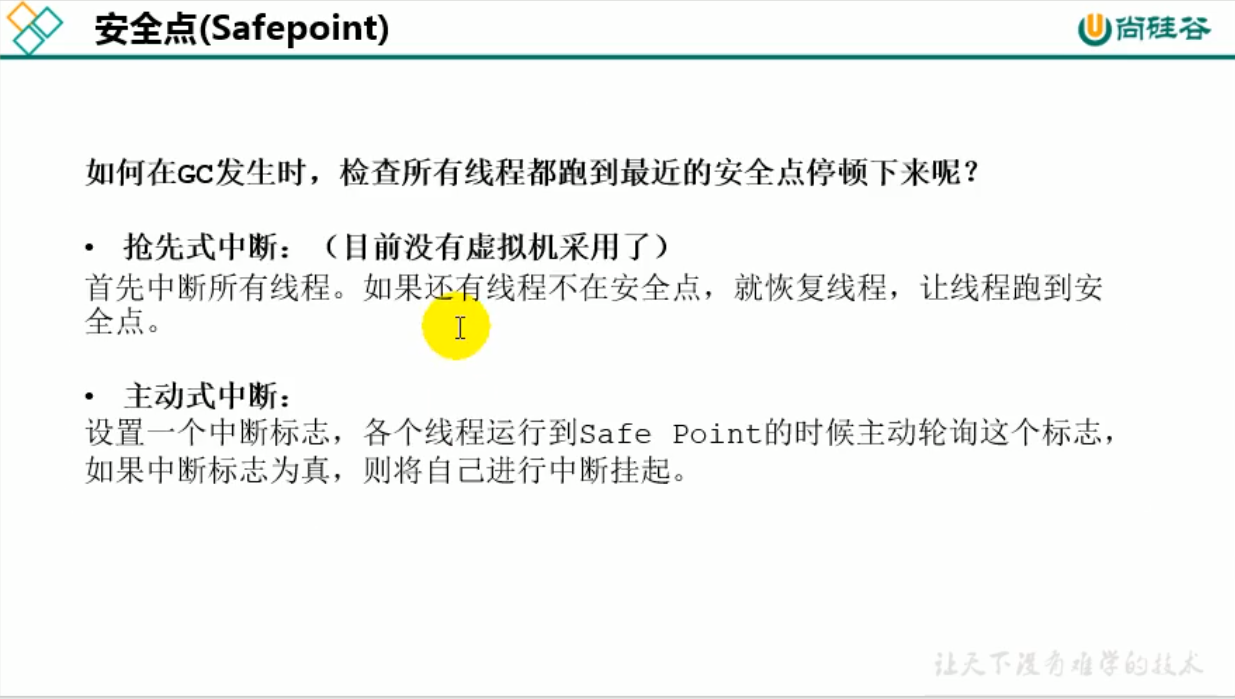 安全点(Safepoint)
尚硅谷
如何在GC发生时，检查所有线程都跑到最近的安全点停顿下来呢？
• 抢先式中断：（目前没有虚拟机采用了）
首先中断所有线程。如果还有线程不在安全点，就恢复线程，让线程跑到安
全点。
• 主动式中断：
设置一个中断标志，各个线程运行到Safe Point的时候主动轮询这个标志，
如果中断标志为真，则将自己进行中断挂起。
让天下没有难学的技术